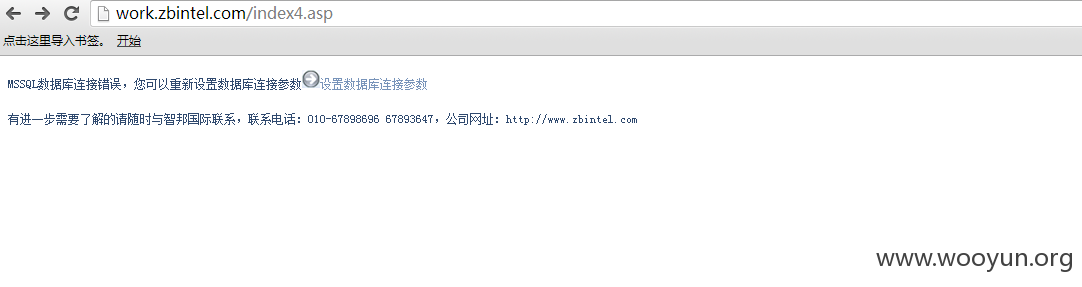 work.zbintel.com/index4.asp
点击这里导入书签。 开始
MSSQL数据库连接错误，您可以重新设置数据库连接参数设置数据库连接参数
有进一步需要了解的请随时与智邦国际联系，联系电话：010-67898696 67893647，公司网址：http://www.zbintel.com
www.wooyun.org